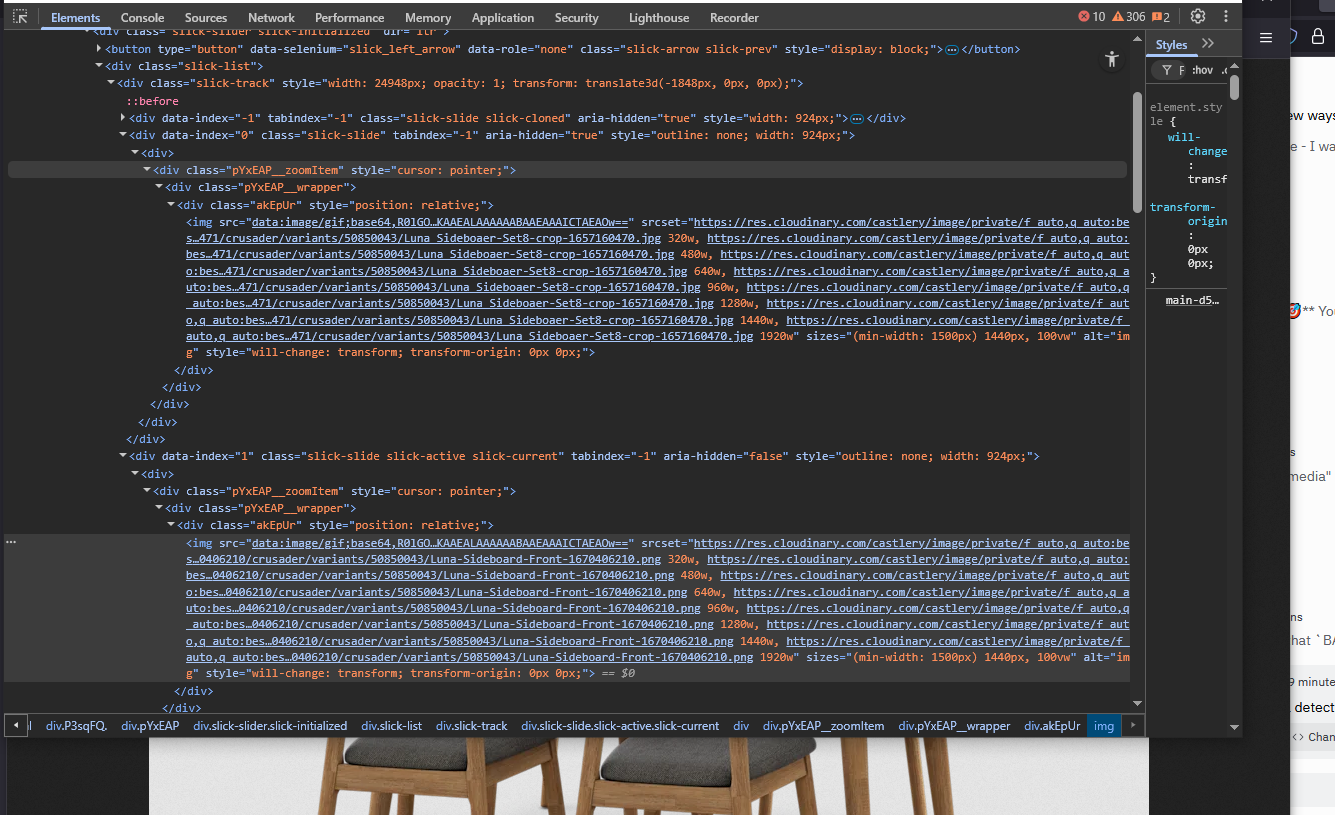 Elements Console Sources Network Performance Memory Application Security Lighthouse Recorder 10 306 2
class="slick-slider slick-initialized" dir="ltr">
<button type="button" data-selenium="slick_left_arrow" data-role="none" class="slick-arrow slick-prev" style="display: block;">…</button>
<div class="slick-list">
<div class="slick-track" style="width: 24948px; opacity: 1; transform: translate3d(-1848px, 0px, 0px);">
::before
<div data-index="-1" tabindex="-1" class="slick-slide slick-cloned" aria-hidden="true" style="width: 924px;">…</div>
<div data-index="0" class="slick-slide" tabindex="-1" aria-hidden="true" style="outline: none; width: 924px;">
<div>
<div class="pYxEAP__zoomItem" style="cursor: pointer;">
<div class="pYxEAP__wrapper">
<div class="akEpUr" style="position: relative;">
<img src="data:image/gif;base64,R0lGO…KAAEALAAAAAABAAEAAAICTAEAOw==" srcset="https://res.cloudinary.com/castlery/image/private/f_auto,q_auto:be
s…471/crusader/variants/50850043/Luna_Sideboaer-Set8-crop-1657160470.jpg 320w, https://res.cloudinary.com/castlery/image/private/f_aut
o,q_auto:bes…471/crusader/variants/50850043/Luna_Sideboaer-Set8-crop-1657160470.jpg 480w, https://res.cloudinary.com/castlery/image/private/f_aut
o:bes…471/crusader/variants/50850043/Luna_Sideboaer-Set8-crop-1657160470.jpg 640w, https://res.cloudinary.com/castlery/image/private/f_auto,q_a
uto:bes…471/crusader/variants/50850043/Luna_Sideboaer-Set8-crop-1657160470.jpg 960w, https://res.cloudinary.com/castlery/image/private/f_auto,q
_auto:bes…471/crusader/variants/50850043/Luna_Sideboaer-Set8-crop-1657160470.jpg 1280w, https://res.cloudinary.com/castlery/image/private/f_aut
o,q_auto:bes…471/crusader/variants/50850043/Luna_Sideboaer-Set8-crop-1657160470.jpg 1440w, https://res.cloudinary.com/castlery/image/private/f_
auto,q_auto:bes…471/crusader/variants/50850043/Luna_Sideboaer-Set8-crop-1657160470.jpg 1920w" sizes="(min-width: 1500px) 1440px, 100vw" alt="im
g" style="will-change: transform; transform-origin: 0px 0px;">
</div>
</div>
</div>
</div>
</div>
<div data-index="1" class="slick-slide slick-active slick-current" tabindex="-1" aria-hidden="false" style="outline: none; width: 924px;">
<div>
<div class="pYxEAP__zoomItem" style="cursor: pointer;">
<div class="pYxEAP__wrapper">
<div class="akEpUr" style="position: relative;">
<img src="data:image/gif;base64,R0lGO…KAAEALAAAAAABAAEAAAICTAEAOw==" srcset="https://res.cloudinary.com/castlery/image/private/f_auto,q_auto:be
s…0406210/crusader/variants/50850043/Luna-Sideboard-Front-1670406210.png 320w, https://res.cloudinary.com/castlery/image/private/f_auto,q_auto:
bes…0406210/crusader/variants/50850043/Luna-Sideboard-Front-1670406210.png 480w, https://res.cloudinary.com/castlery/image/private/f_auto,q_aut
o:bes…0406210/crusader/variants/50850043/Luna-Sideboard-Front-1670406210.png 640w, https://res.cloudinary.com/castlery/image/private/f_auto,q_a
uto:bes…0406210/crusader/variants/50850043/Luna-Sideboard-Front-1670406210.png 960w, https://res.cloudinary.com/castlery/image/private/f_auto,q
_auto:bes…0406210/crusader/variants/50850043/Luna-Sideboard-Front-1670406210.png 1280w, https://res.cloudinary.com/castlery/image/private/f_aut
o,q_auto:bes…0406210/crusader/variants/50850043/Luna-Sideboard-Front-1670406210.png 1440w, https://res.cloudinary.com/castlery/image/private/f_
auto,q_auto:bes…0406210/crusader/variants/50850043/Luna-Sideboard-Front-1670406210.png 1920w" sizes="(min-width: 1500px) 1440px, 100vw" alt="im
g" style="will-change: transform; transform-origin: 0px 0px;"> == $0
</div>
</div>
div.P3sqFQ. div.pYxEAP div.slick-slider.slick-initialized div.slick-list div.slick-track div.slick-slide.slick-active.slick-current div div.pYxEAP__zoomItem div.pYxEAP__wrapper div.akEpUr img
Styles
F :hov .c
element.sty
le {
will-
change
:
transf
transform-
origin
:
0px
0px;
}
main-d5…
ew ways
e - I wa
** You
s
media"
ns
hat `BA
9 minute
detect
<> Chan